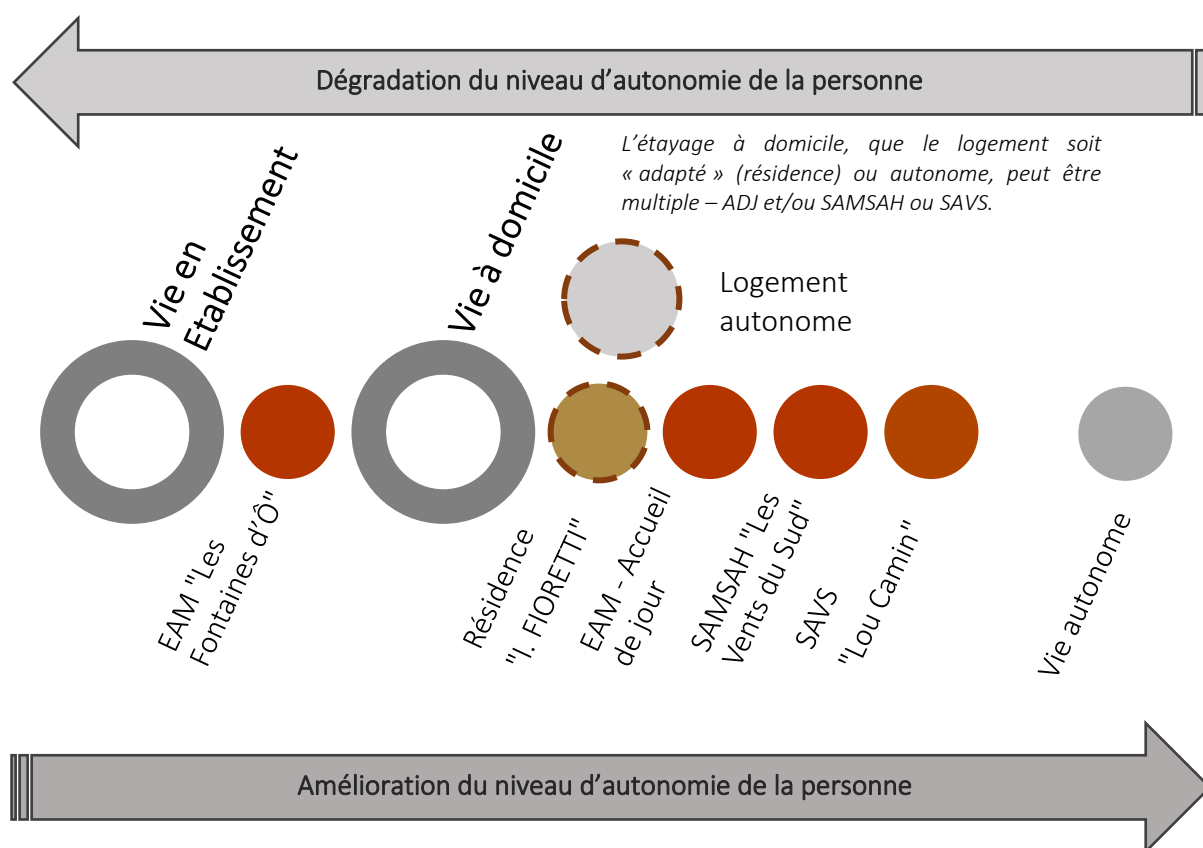 Dégradation du niveau d’autonomie de la personne
L’étayage à domicile, que le logement soit
« adapté » (résidence) ou autonome, peut être
multiple – ADJ et/ou SAMSAH ou SAVS.
Vie en
Etablissement
Vie à domicile
Logement
autonome
EAM "Les
Fontaines d’Ô"
Résidence
"I. FIORETTI"
EAM - Accueil
de jour
SAMSAH "Les
Vents du Sud"
SAVS
"Lou Camin"
Vie autonome
Amélioration du niveau d’autonomie de la personne